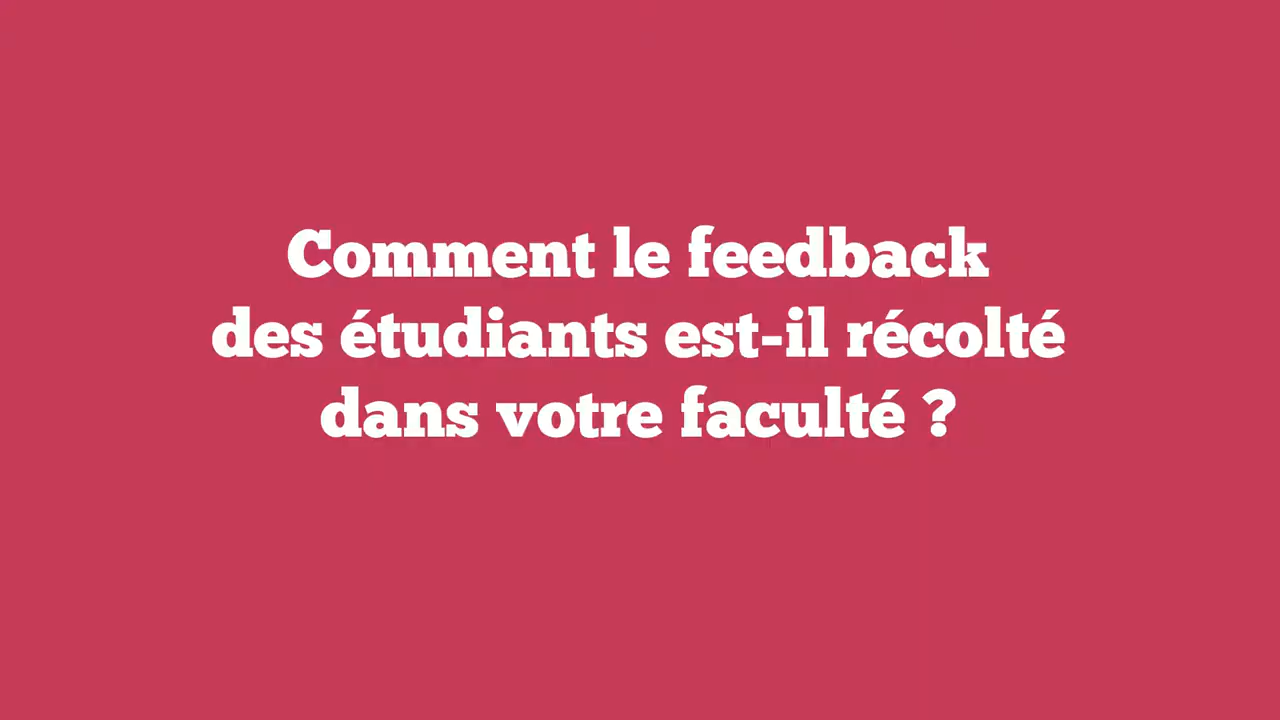 Comment le feedback
des étudiants est-il récolté
dans votre faculté ?